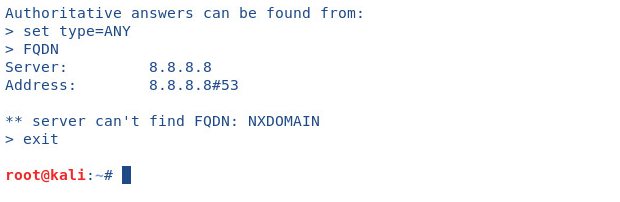 Authoritative answers can be found from:
> set type=ANY
> FQDN
Server:         8.8.8.8
Address:        8.8.8.8#53
** server can't find FQDN: NXDOMAIN
> exit
root@kali:~#